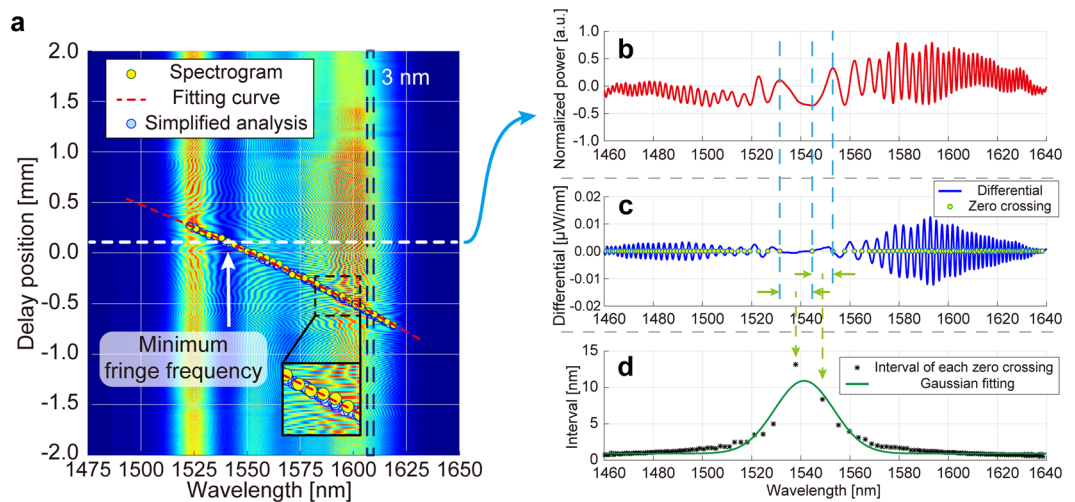 a
2.0
1.5
1.0
0.5
0.0
-0.5
-1.0
-1.5
-2.0
Delay position [mm]
Spectrogram
Fitting curve
Simplified analysis
3 nm
Minimum
fringe frequency
1475 1500 1525 1550 1575 1600 1625 1650
Wavelength [nm]
b
Normalized power [a.u.]
1.0
0.5
0.0
-0.5
-1.0
1460 1480 1500 1520 1540 1560 1580 1600 1620 1640
c
Differential [µW/nm]
0.02
0.01
0.00
-0.01
-0.02
Differential
Zero crossing
1460 1480 1500 1520 1540 1560 1580 1600 1620 1640
d
Interval [nm]
15
10
5
0
Interval of each zero crossing
Gaussian fitting
1460 1480 1500 1520 1540 1560 1580 1600 1620 1640
Wavelength [nm]